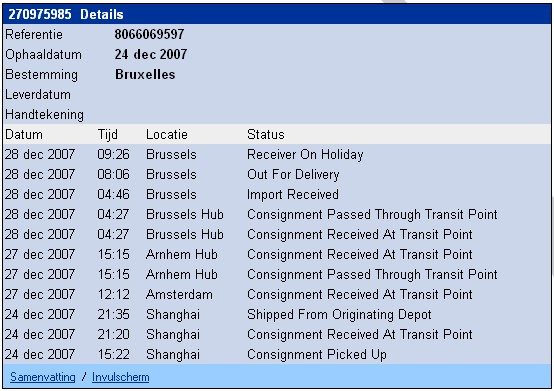 270975985 Details
Referentie 8066069597
Ophaaldatum 24 dec 2007
Bestemming Bruxelles
Leverdatum
Handtekening
Datum Tijd Locatie Status
28 dec 2007 09:26 Brussels Receiver On Holiday
28 dec 2007 08:06 Brussels Out For Delivery
28 dec 2007 04:46 Brussels Import Received
28 dec 2007 04:27 Brussels Hub Consignment Passed Through Transit Point
28 dec 2007 04:27 Brussels Hub Consignment Received At Transit Point
27 dec 2007 15:15 Arnhem Hub Consignment Received At Transit Point
27 dec 2007 15:15 Arnhem Hub Consignment Passed Through Transit Point
27 dec 2007 12:12 Amsterdam Consignment Received At Transit Point
24 dec 2007 21:35 Shanghai Shipped From Originating Depot
24 dec 2007 21:20 Shanghai Consignment Received At Transit Point
24 dec 2007 15:22 Shanghai Consignment Picked Up
Samenvatting / Invulscherm